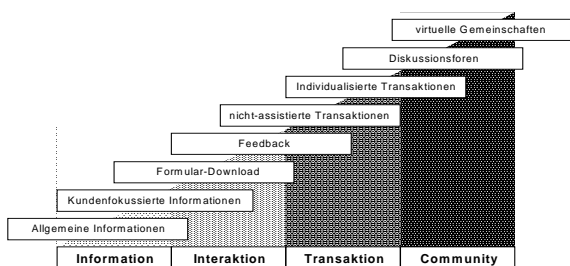 virtuelle Gemeinschaften
Diskussionsforen
Individualisierte Transaktionen
nicht-assistierte Transaktionen
Feedback
Formular-Download
Kundenfokussierte Informationen
Allgemeine Informationen
Information Interaktion Transaktion Community